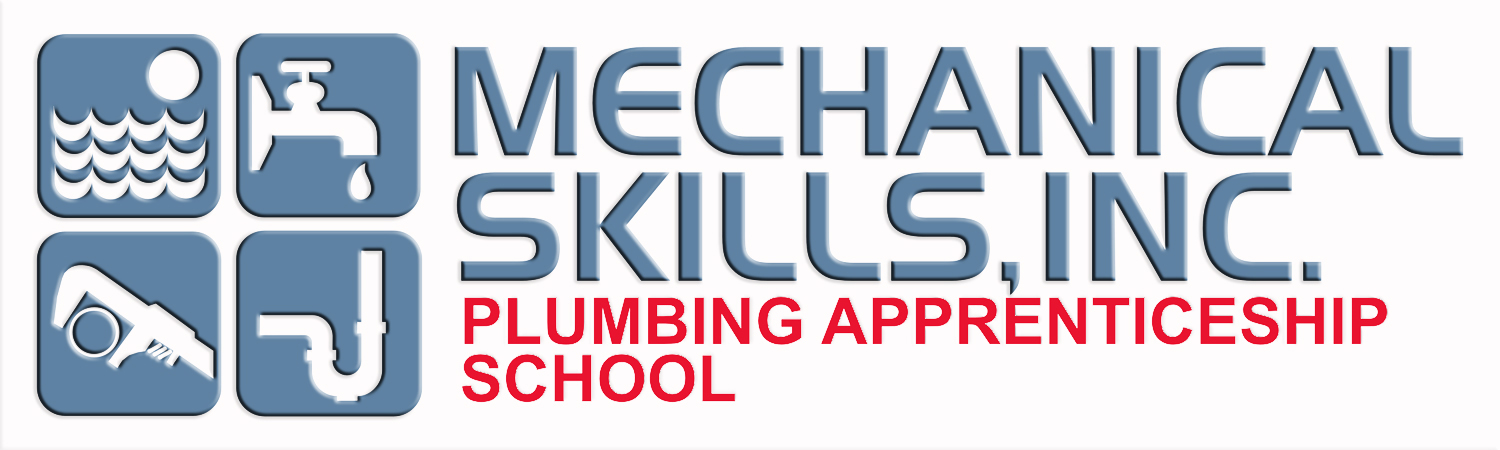 MECHANICAL
SKILLS, INC.
PLUMBING APPRENTICESHIP
SCHOOL